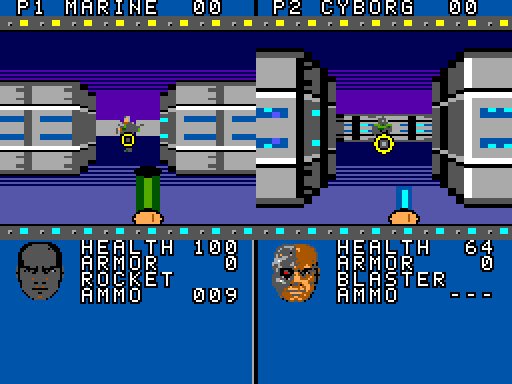 P1 MARINE 00 P2 CYBORG 00
HEALTH 100 HEALTH 64
ARMOR 0 ARMOR 0
ROCKET BLASTER
AMMO 009 AMMO ---